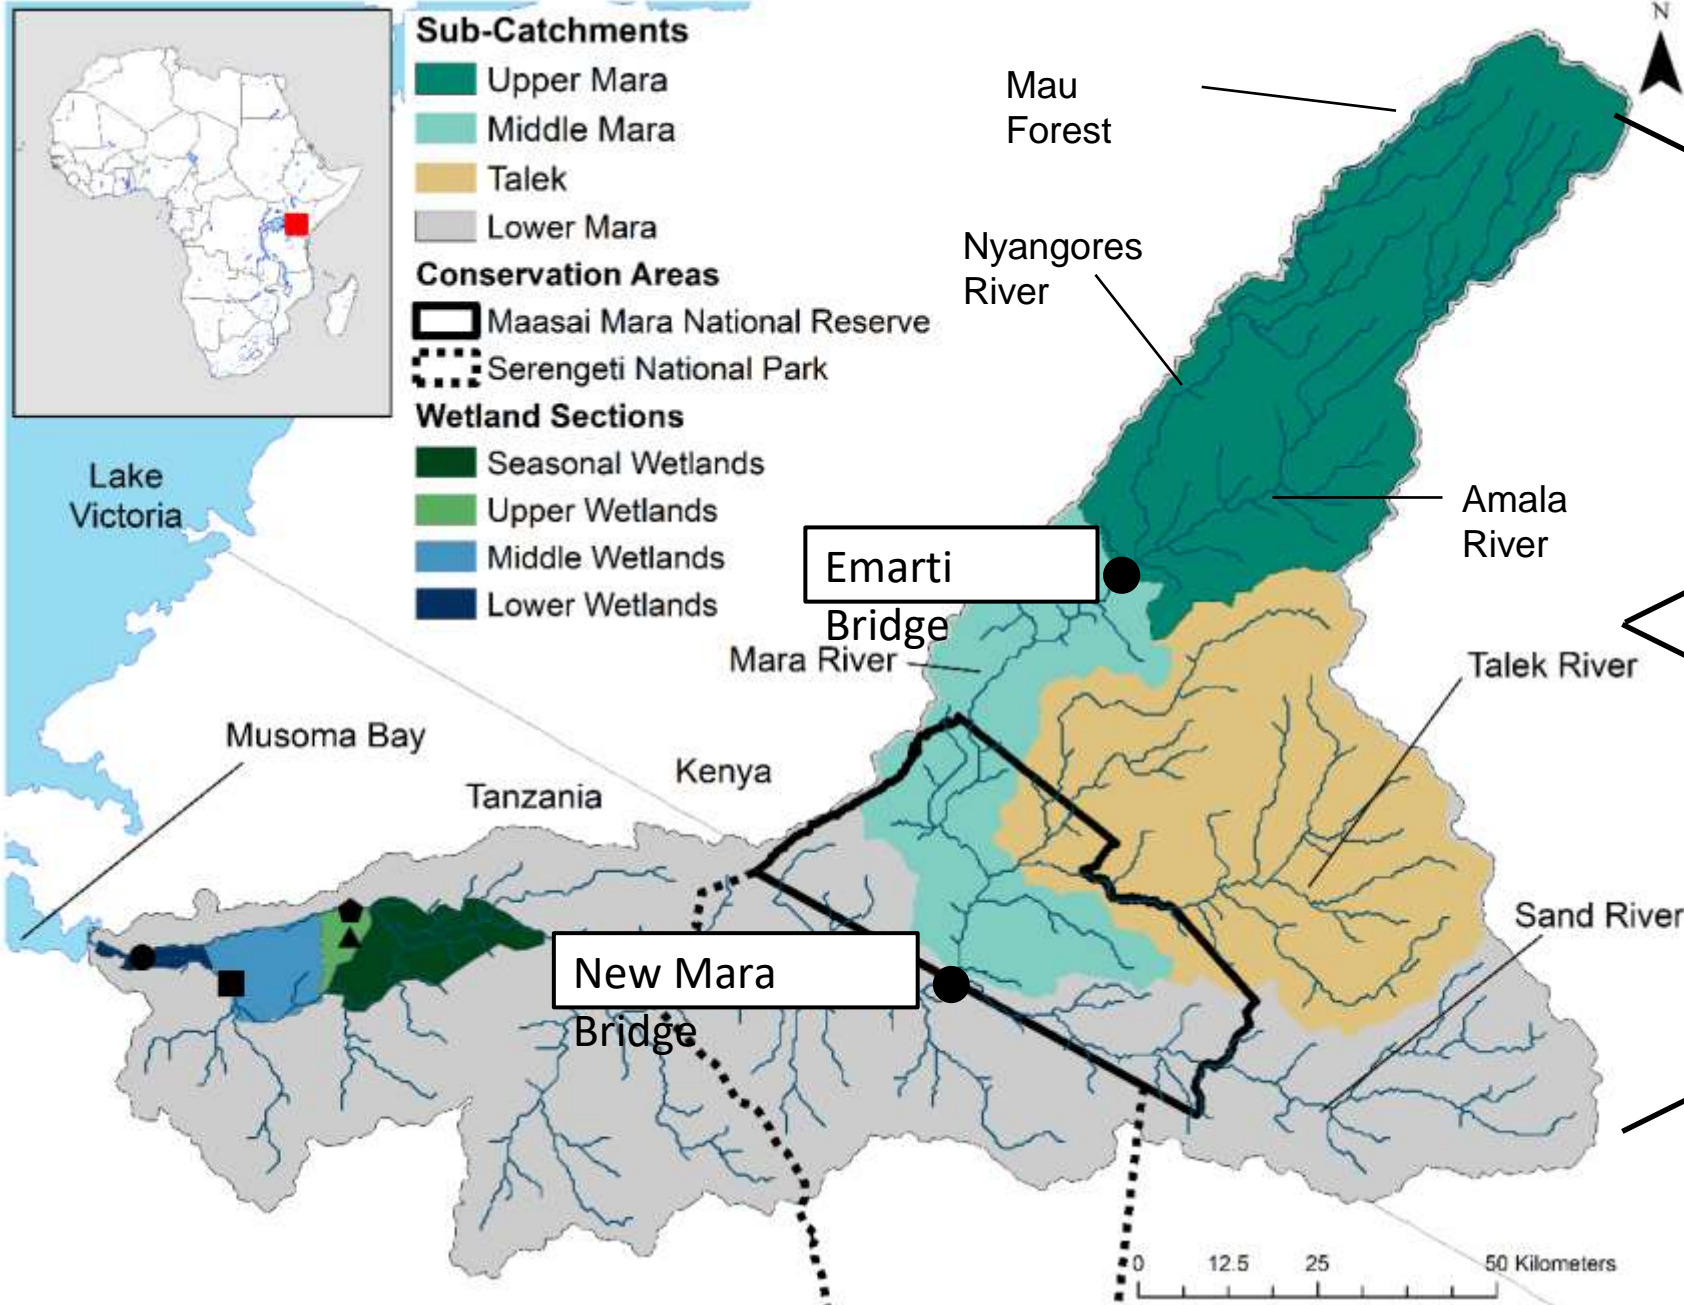 Sub-Catchments
Upper Mara
Middle Mara
Talek
Lower Mara
Conservation Areas
Maasai Mara National Reserve
Serengeti National Park
Wetland Sections
Seasonal Wetlands
Upper Wetlands
Middle Wetlands
Lower Wetlands
N
Mau
Forest
Nyangores
River
Lake
Victoria
Amala
River
Emarti
Bridge
Mara River
Talek River
Musoma Bay
Kenya
Tanzania
Sand River
New Mara
Bridge
0 12.5 25 50 Kilometers